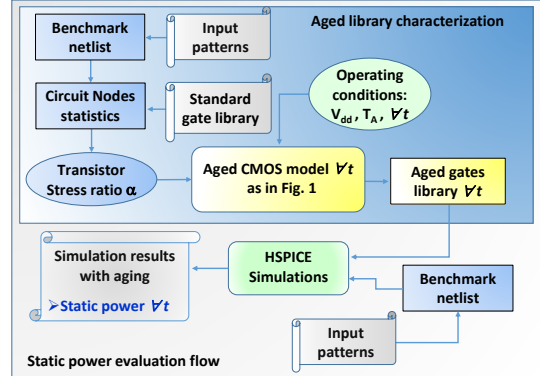 Aged library characterization
Benchmark
netlist
Input
patterns
Circuit Nodes
statistics
Standard
gate library
Operating
conditions:
Vdd , TA , ∀t
Transistor
Stress ratio α
Aged CMOS model ∀t
as in Fig. 1
Aged gates
library ∀t
Simulation results
with aging
➢Static power ∀t
HSPICE
Simulations
Benchmark
netlist
Input
patterns
Static power evaluation flow